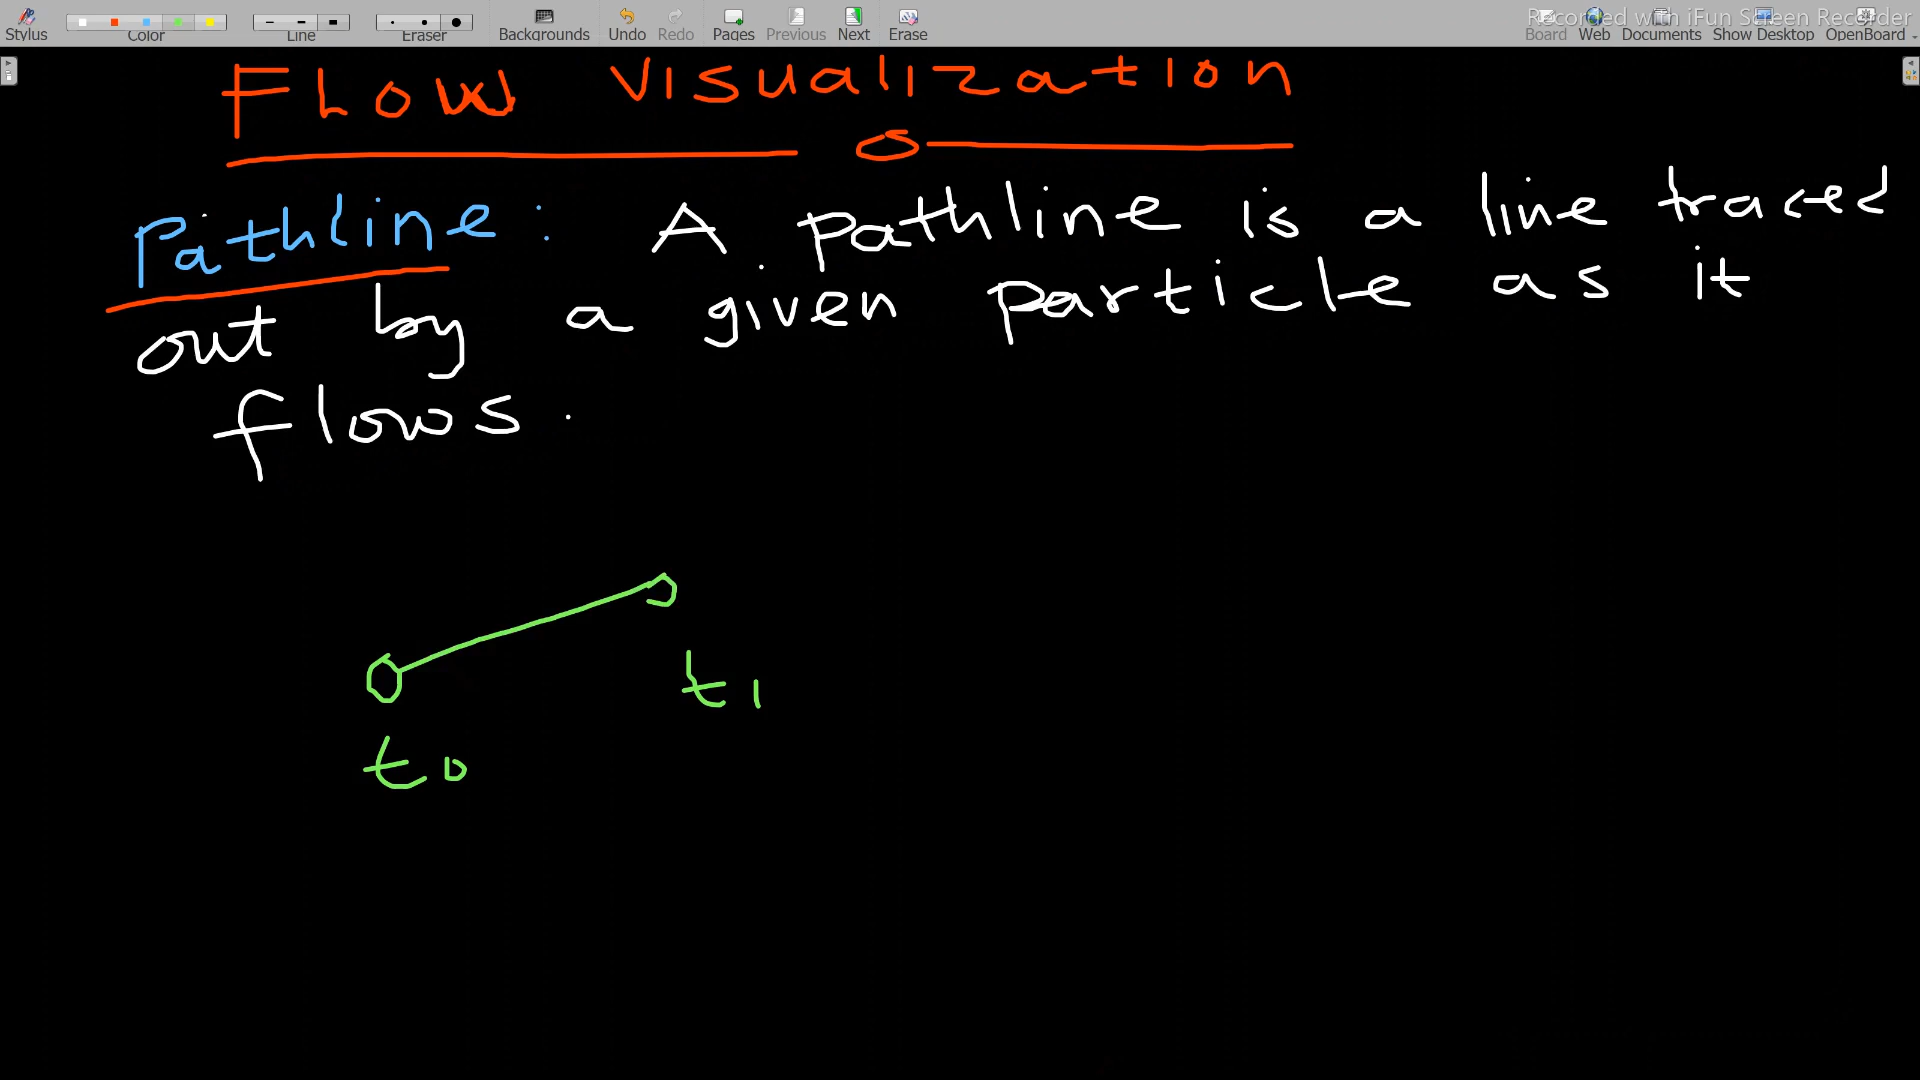 Recorded with iFun Screen Recorder
Stylus Color Line Eraser Backgrounds Undo Redo Pages Previous Next Erase Board Web Documents Show Desktop OpenBoard
Flow visualization
Pathline: A pathline is a line traced
out by a given particle as it
flows.
t1
t0